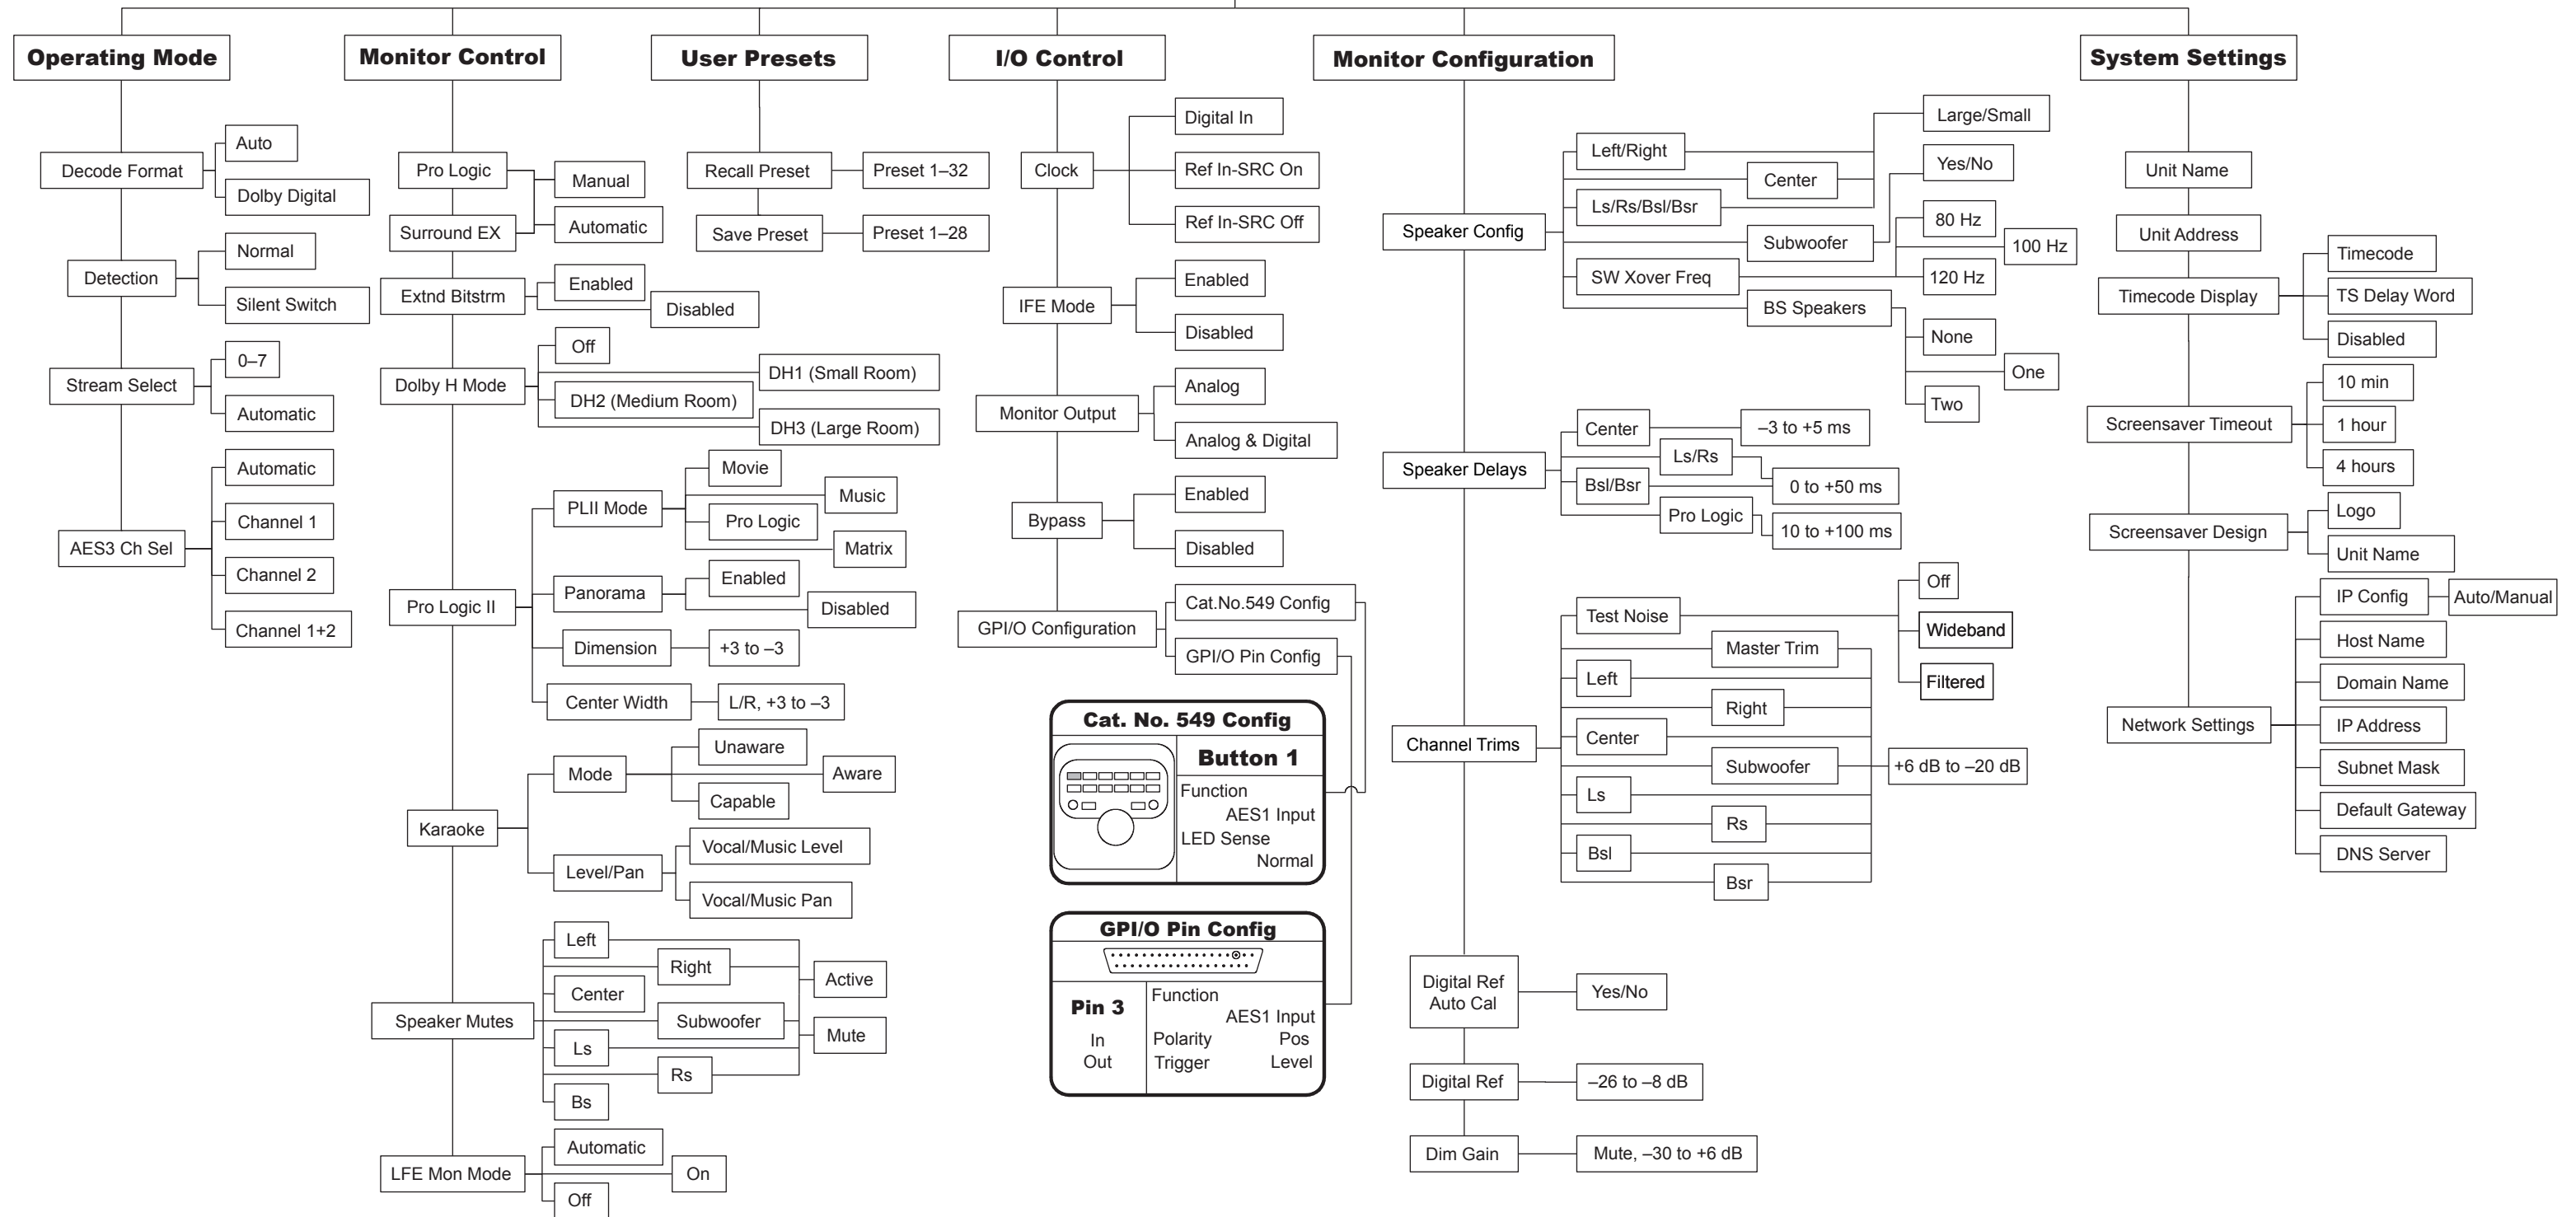 Operating Mode
Decode Format
Auto
Dolby Digital
Detection
Normal
Silent Switch
Stream Select
0–7
Automatic
AES3 Ch Sel
Automatic
Channel 1
Channel 2
Channel 1+2
Monitor Control
Pro Logic
Manual
Surround EX
Automatic
Extnd Bitstrm
Enabled
Disabled
Dolby H Mode
Off
DH1 (Small Room)
DH2 (Medium Room)
DH3 (Large Room)
Pro Logic II
PLII Mode
Movie
Music
Pro Logic
Matrix
Panorama
Enabled
Disabled
Dimension
+3 to –3
Center Width
L/R, +3 to –3
Karaoke
Mode
Unaware
Aware
Capable
Level/Pan
Vocal/Music Level
Vocal/Music Pan
Speaker Mutes
Left
Right
Center
Subwoofer
Ls
Rs
Bs
Active
Mute
LFE Mon Mode
Automatic
On
Off
User Presets
Recall Preset
Preset 1–32
Save Preset
Preset 1–28
I/O Control
Clock
Digital In
Ref In-SRC On
Ref In-SRC Off
IFE Mode
Enabled
Disabled
Monitor Output
Analog
Analog & Digital
Bypass
Enabled
Disabled
GPI/O Configuration
Cat.No.549 Config
GPI/O Pin Config
Cat. No. 549 Config
Button 1
Function
AES1 Input
LED Sense
Normal
GPI/O Pin Config
Pin 3
In
Out
Function
AES1 Input
Polarity Pos
Trigger Level
Monitor Configuration
Speaker Config
Left/Right
Center
Ls/Rs/Bsl/Bsr
Large/Small
Subwoofer
Yes/No
SW Xover Freq
80 Hz
100 Hz
120 Hz
BS Speakers
None
One
Two
Speaker Delays
Center
–3 to +5 ms
Ls/Rs
Bsl/Bsr
0 to +50 ms
Pro Logic
10 to +100 ms
Channel Trims
Test Noise
Off
Wideband
Filtered
Master Trim
Left
Right
Center
Subwoofer
Ls
Rs
Bsl
Bsr
+6 dB to –20 dB
Digital Ref
Auto Cal
Yes/No
Digital Ref
–26 to –8 dB
Dim Gain
Mute, –30 to +6 dB
System Settings
Unit Name
Unit Address
Timecode Display
Timecode
TS Delay Word
Disabled
Screensaver Timeout
10 min
1 hour
4 hours
Screensaver Design
Logo
Unit Name
Network Settings
IP Config
Auto/Manual
Host Name
Domain Name
IP Address
Subnet Mask
Default Gateway
DNS Server